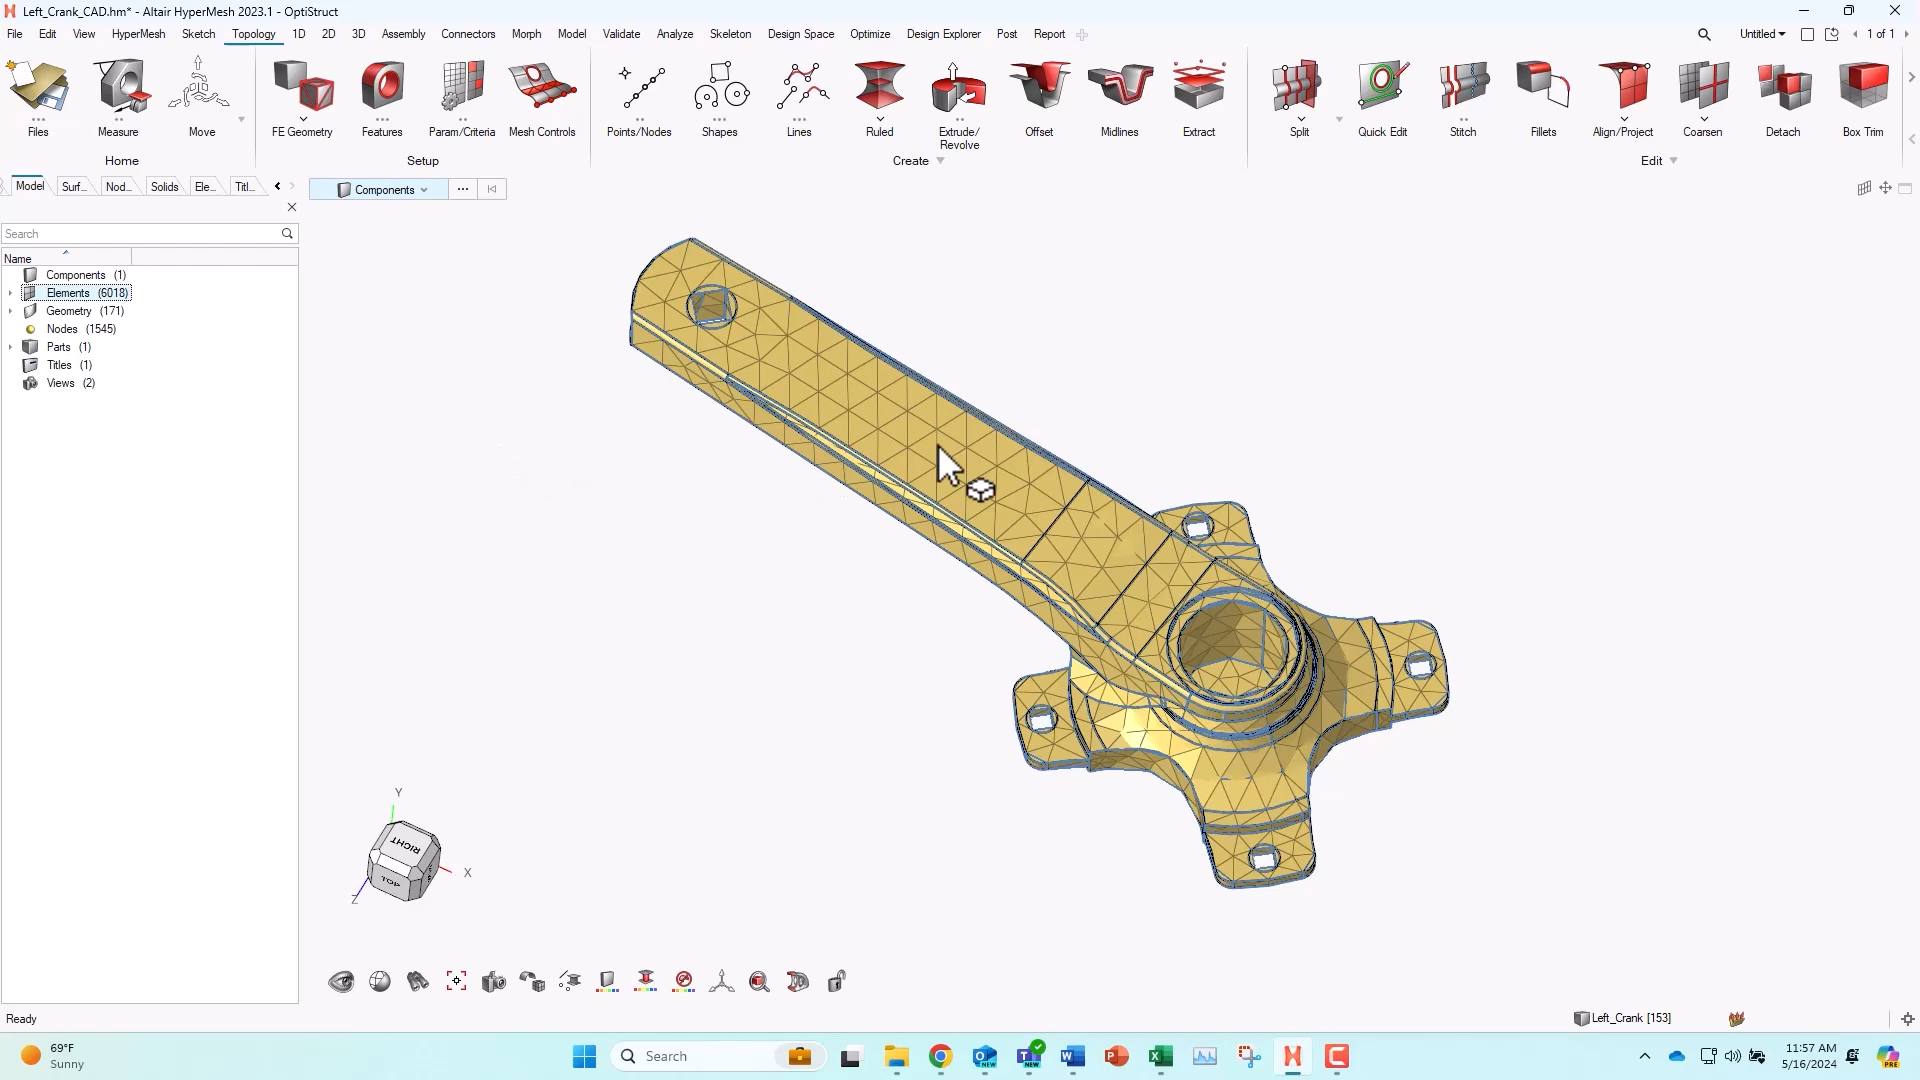 Left_Crank_CAD.hm* - Altair HyperMesh 2023.1 - OptiStruct
File Edit View HyperMesh Sketch Topology 1D 2D 3D Assembly Connectors Morph Model Validate Analyze Skeleton Design Space Optimize Design Explorer Post Report Untitled 1 of 1
Files Measure Move FE Geometry Features Param/Criteria Mesh Controls Points/Nodes Shapes Lines Ruled Extrude/ Revolve Offset Midlines Extract Split Quick Edit Stitch Fillets Align/Project Coarsen Detach Box Trim
Home Setup Create Edit
Model Surf... Nod... Solids Ele... Titl...
Components
Search
Name
Components (1)
Elements (6018)
Geometry (171)
Nodes (1545)
Parts (1)
Titles (1)
Views (2)
Y
RIGHT
TOP
X
Z
Ready
Left_Crank [153]
69°F
Sunny
Search
NEW
NEW
11:57 AM
5/16/2024
PRE